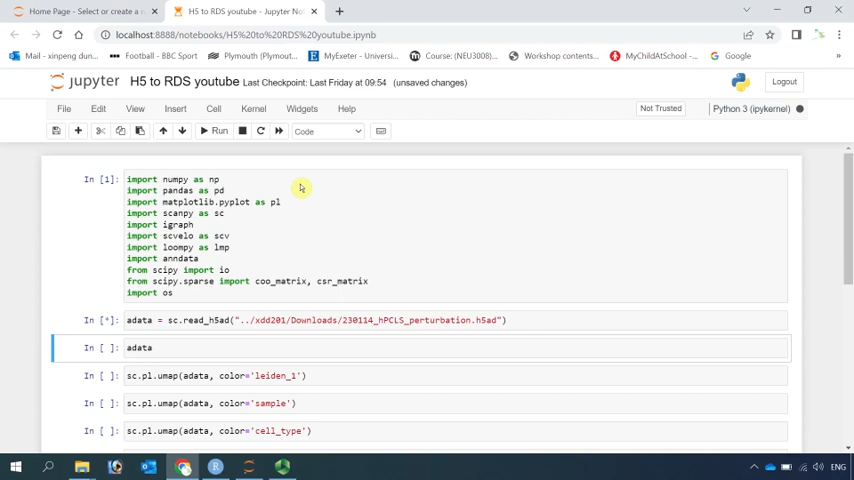 Home Page - Select or create a n
H5 to RDS youtube - Jupyter Not
localhost:8888/notebooks/H5%20to%20RDS%20youtube.ipynb
Mail - xinpeng dun...
Football - BBC Sport
Plymouth (Plymout...
MyExeter - Universi...
Course: (NEU3008)...
Workshop contents...
MyChildAtSchool -...
Google
»
jupyter H5 to RDS youtube Last Checkpoint: Last Friday at 09:54 (unsaved changes)
Logout
File Edit View Insert Cell Kernel Widgets Help
Not Trusted
Python 3 (ipykernel)
Run
Code
In [1]: import numpy as np
import pandas as pd
import matplotlib.pyplot as pl
import scanpy as sc
import igraph
import scvelo as scv
import loompy as lmp
import anndata
from scipy import io
from scipy.sparse import coo_matrix, csr_matrix
import os
In [*]: adata = sc.read_h5ad("../xdd201/Downloads/230114_hPCLS_perturbation.h5ad")
In [ ]: adata
In [ ]: sc.pl.umap(adata, color='leiden_1')
In [ ]: sc.pl.umap(adata, color='sample')
In [ ]: sc.pl.umap(adata, color='cell_type')
ENG